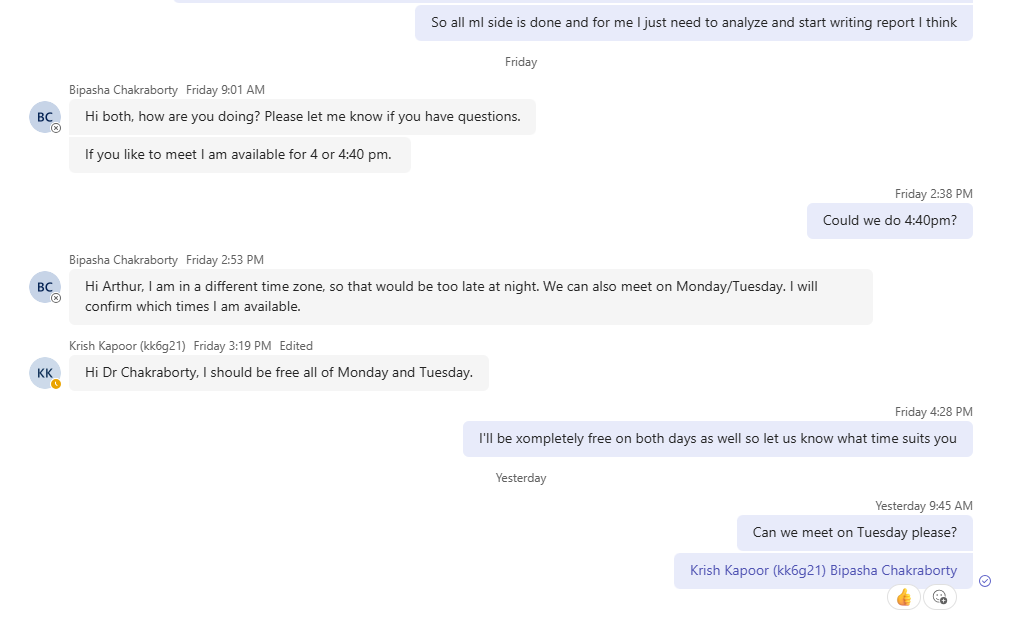 So all ml side is done and for me I just need to analyze and start writing report I think
Friday
Bipasha Chakraborty Friday 9:01 AM
BC
Hi both, how are you doing? Please let me know if you have questions.
If you like to meet I am available for 4 or 4:40 pm.
Friday 2:38 PM
Could we do 4:40pm?
Bipasha Chakraborty Friday 2:53 PM
BC
Hi Arthur, I am in a different time zone, so that would be too late at night. We can also meet on Monday/Tuesday. I will
confirm which times I am available.
Krish Kapoor (kk6g21) Friday 3:19 PM Edited
KK
Hi Dr Chakraborty, I should be free all of Monday and Tuesday.
Friday 4:28 PM
I'll be xompletely free on both days as well so let us know what time suits you
Yesterday
Yesterday 9:45 AM
Can we meet on Tuesday please?
Krish Kapoor (kk6g21) Bipasha Chakraborty